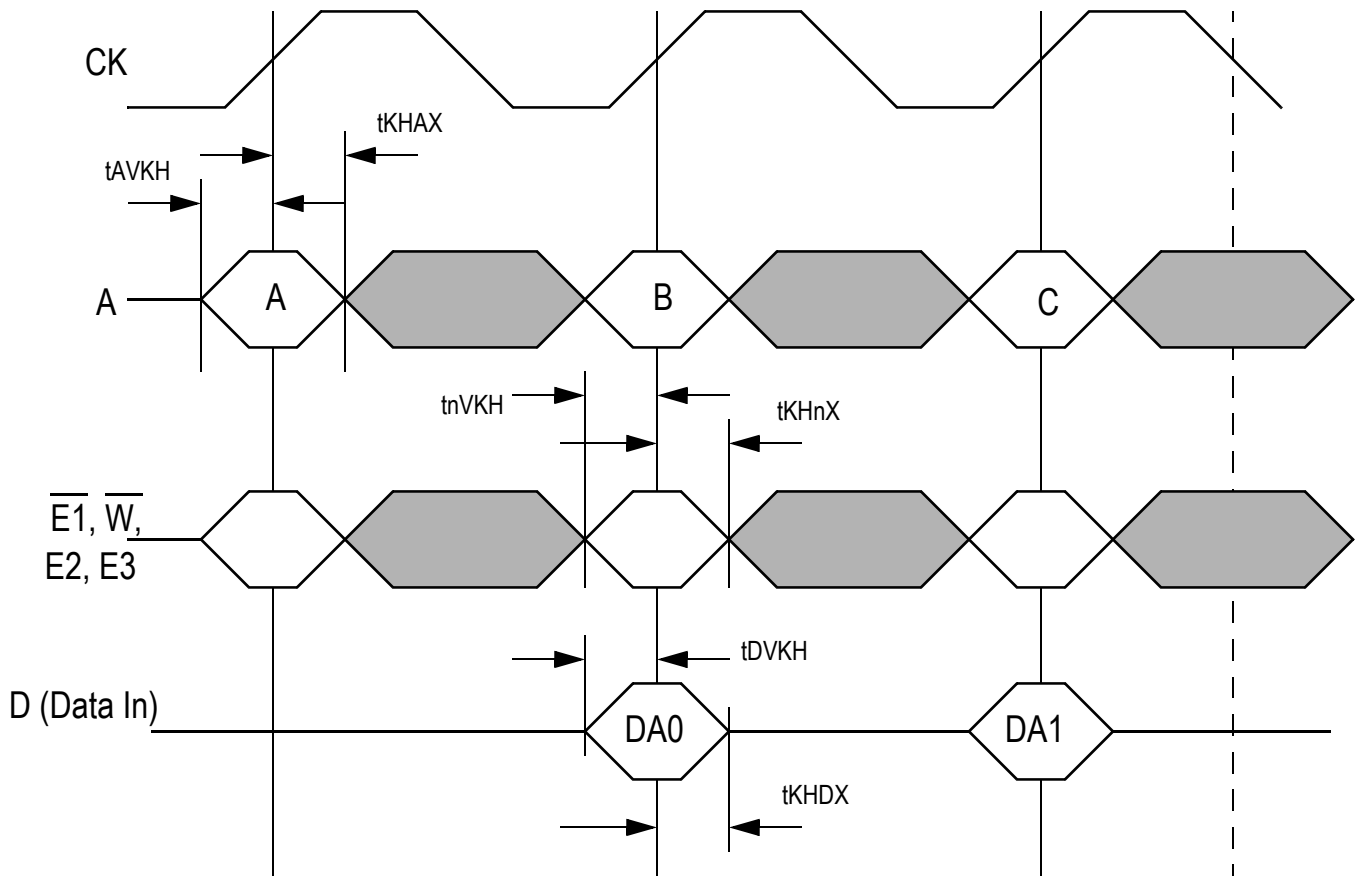 CK
tKHAX
tAVKH
A
A
B
C
tnVKH
tKHnX
E1, W,
E2, E3
tDVKH
D (Data In)
DA0
DA1
tKHDX